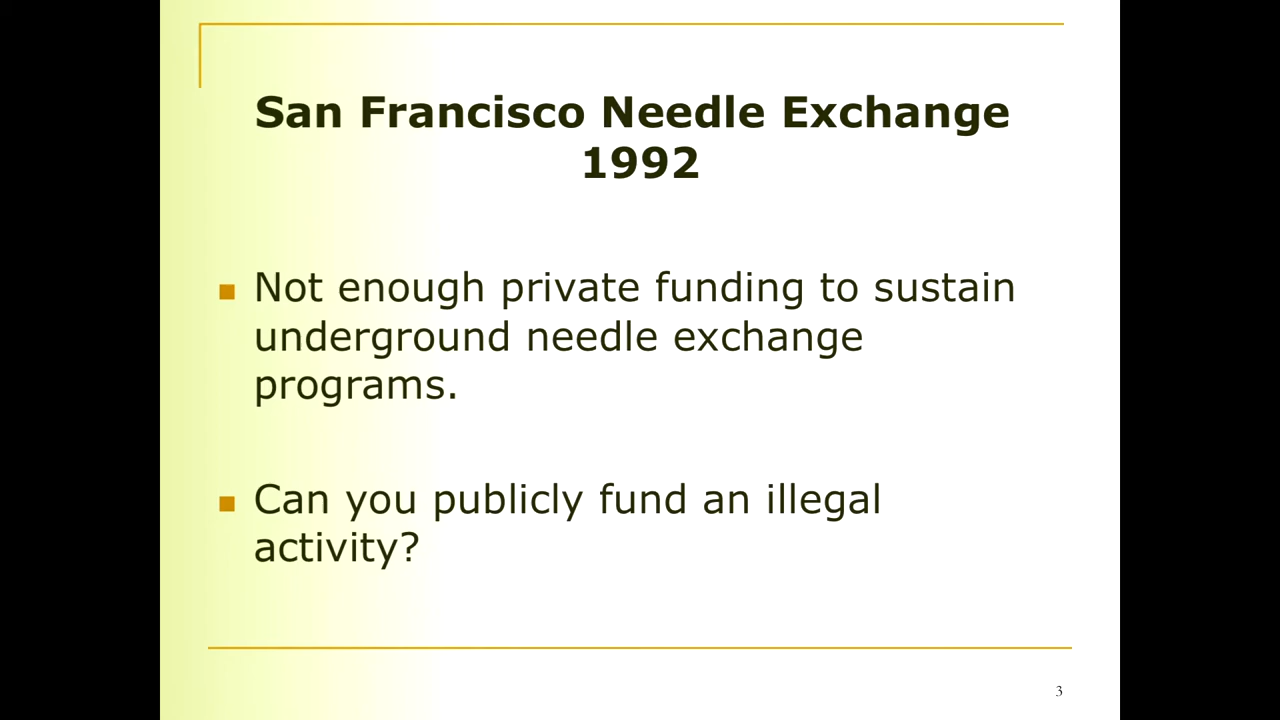 San Francisco Needle Exchange
1992
Not enough private funding to sustain
underground needle exchange
programs.
Can you publicly fund an illegal
activity?
3